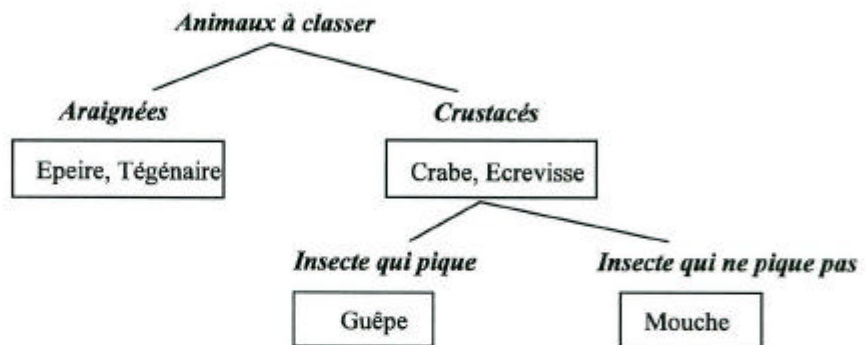 Animaux à classer
Araignées
Crustacés
Epeire, Tégénaire
Crabe, Ecrevisse
Insecte qui pique
Insecte qui ne pique pas
Guêpe
Mouche